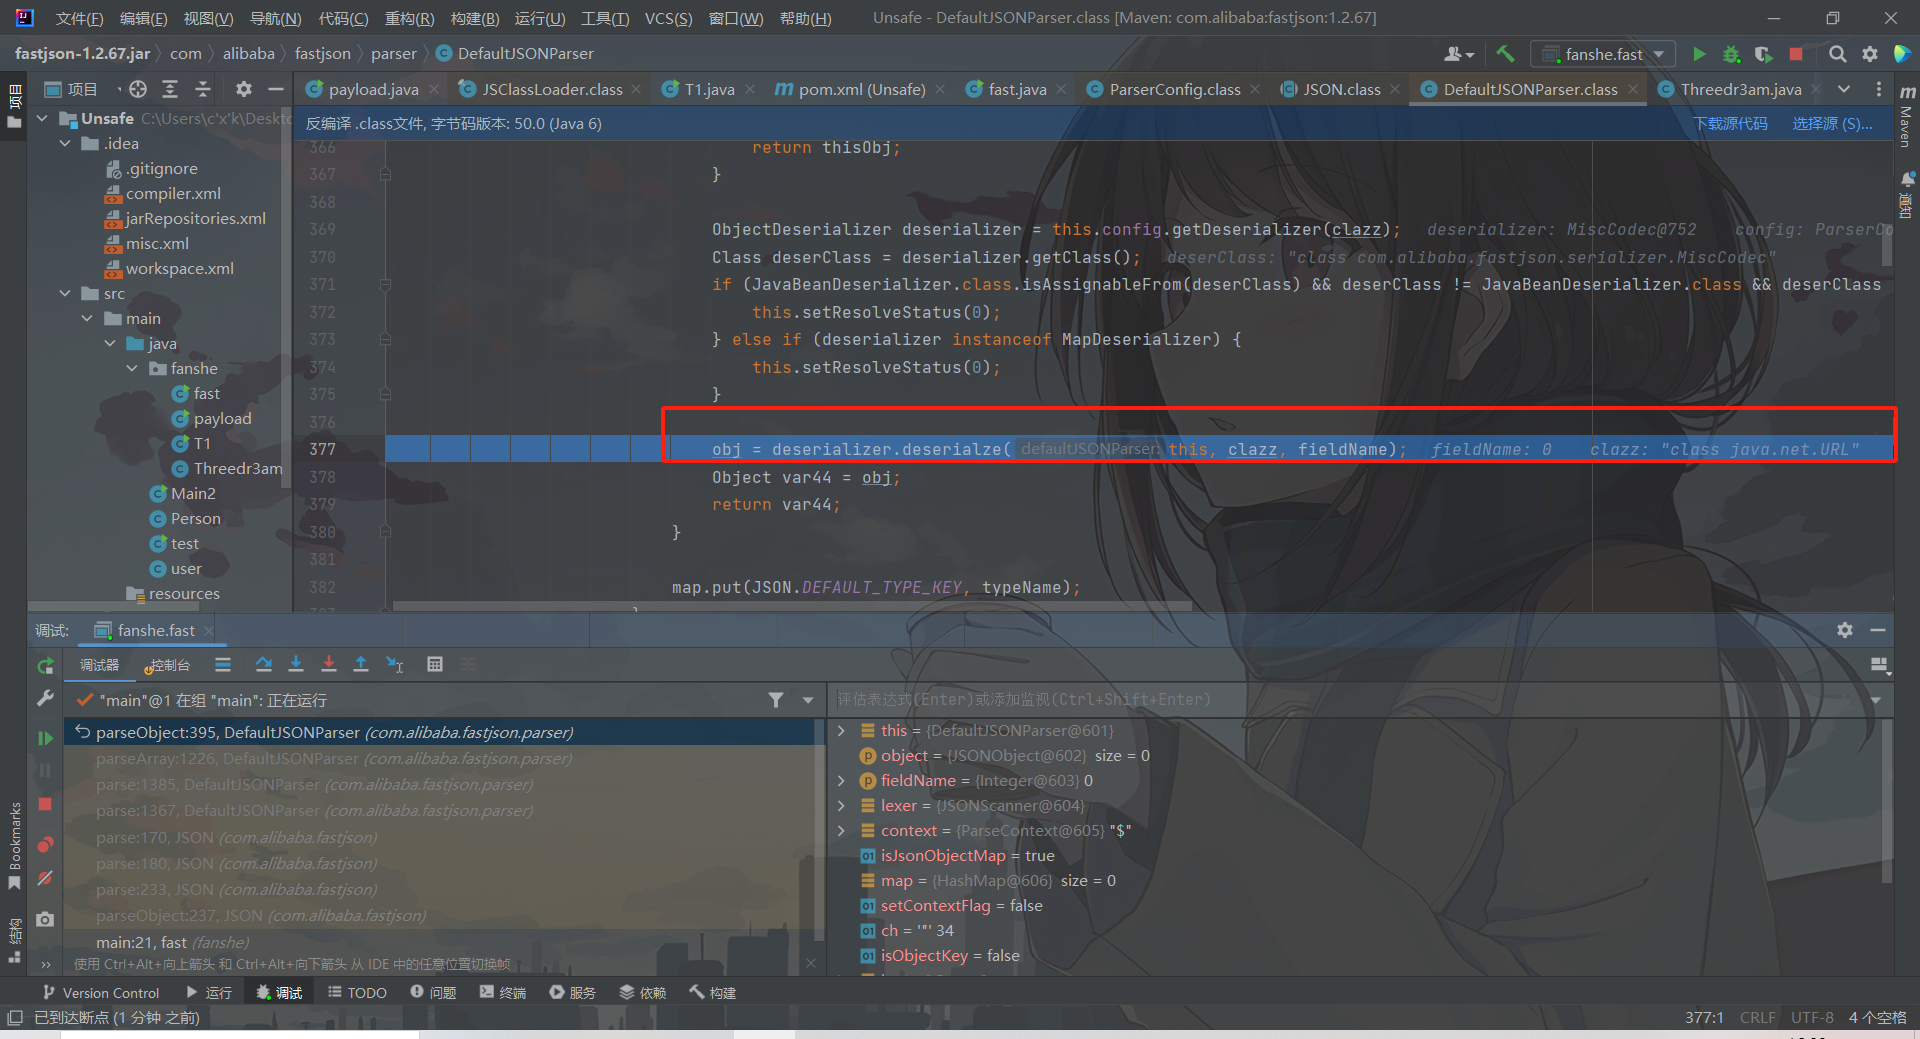 文件(F) 编辑(E) 视图(V) 导航(N) 代码(C) 重构(R) 构建(B) 运行(U) 工具(T) VCS(S) 窗口(W) 帮助(H) Unsafe - DefaultJSONParser.class [Maven: com.alibaba:fastjson:1.2.67]
fastjson-1.2.67.jar com alibaba fastjson parser DefaultJSONParser fanshe.fast
项目 payload.java JSClassLoader.class T1.java pom.xml (Unsafe) fast.java ParserConfig.class JSON.class DefaultJSONParser.class Threedr3am.java
项目
Maven
通知
Bookmarks
结构
Unsafe C:\Users\c'x'k\Deskto
.idea
.gitignore
compiler.xml
jarRepositories.xml
misc.xml
workspace.xml
src
main
java
fanshe
fast
payload
T1
Threedr3am
Main2
Person
test
user
resources
反编译 .class文件, 字节码版本: 50.0 (Java 6) 下载源代码 选择源 (S)...
366 return thisObj;
367 }
368
369 ObjectDeserializer deserializer = this.config.getDeserializer(clazz); deserializer: MiscCodec@752 config: ParserCo
370 Class deserClass = deserializer.getClass(); deserClass: "class com.alibaba.fastjson.serializer.MiscCodec"
371 if (JavaBeanDeserializer.class.isAssignableFrom(deserClass) && deserClass != JavaBeanDeserializer.class && deserClass
372 this.setResolveStatus(0);
373 } else if (deserializer instanceof MapDeserializer) {
374 this.setResolveStatus(0);
375 }
376
377 obj = deserializer.deserialze( defaultJSONParser: this, clazz, fieldName); fieldName: 0 clazz: "class java.net.URL"
378 Object var44 = obj;
379 return var44;
380 }
381
382 map.put(JSON.DEFAULT_TYPE_KEY, typeName);
调试: fanshe.fast
调试器 控制台
"main"@1 在组 "main": 正在运行
parseObject:395, DefaultJSONParser (com.alibaba.fastjson.parser)
parseArray:1226, DefaultJSONParser (com.alibaba.fastjson.parser)
parse:1385, DefaultJSONParser (com.alibaba.fastjson.parser)
parse:1367, DefaultJSONParser (com.alibaba.fastjson.parser)
parse:170, JSON (com.alibaba.fastjson)
parse:180, JSON (com.alibaba.fastjson)
parse:233, JSON (com.alibaba.fastjson)
parseObject:237, JSON (com.alibaba.fastjson)
main:21, fast (fanshe)
使用 Ctrl+Alt+向上箭头 和 Ctrl+Alt+向下箭头 从 IDE 中的任意位置切换帧
评估表达式(Enter)或添加监视(Ctrl+Shift+Enter)
this = {DefaultJSONParser@601}
object = {JSONObject@602} size = 0
fieldName = {Integer@603} 0
lexer = {JSONScanner@604}
context = {ParseContext@605} "$"
isJsonObjectMap = true
map = {HashMap@606} size = 0
setContextFlag = false
ch = '"' 34
isObjectKey = false
Version Control 运行 调试 TODO 问题 终端 服务 依赖 构建
已到达断点 (1 分钟 之前) 377:1 CRLF UTF-8 4 个空格